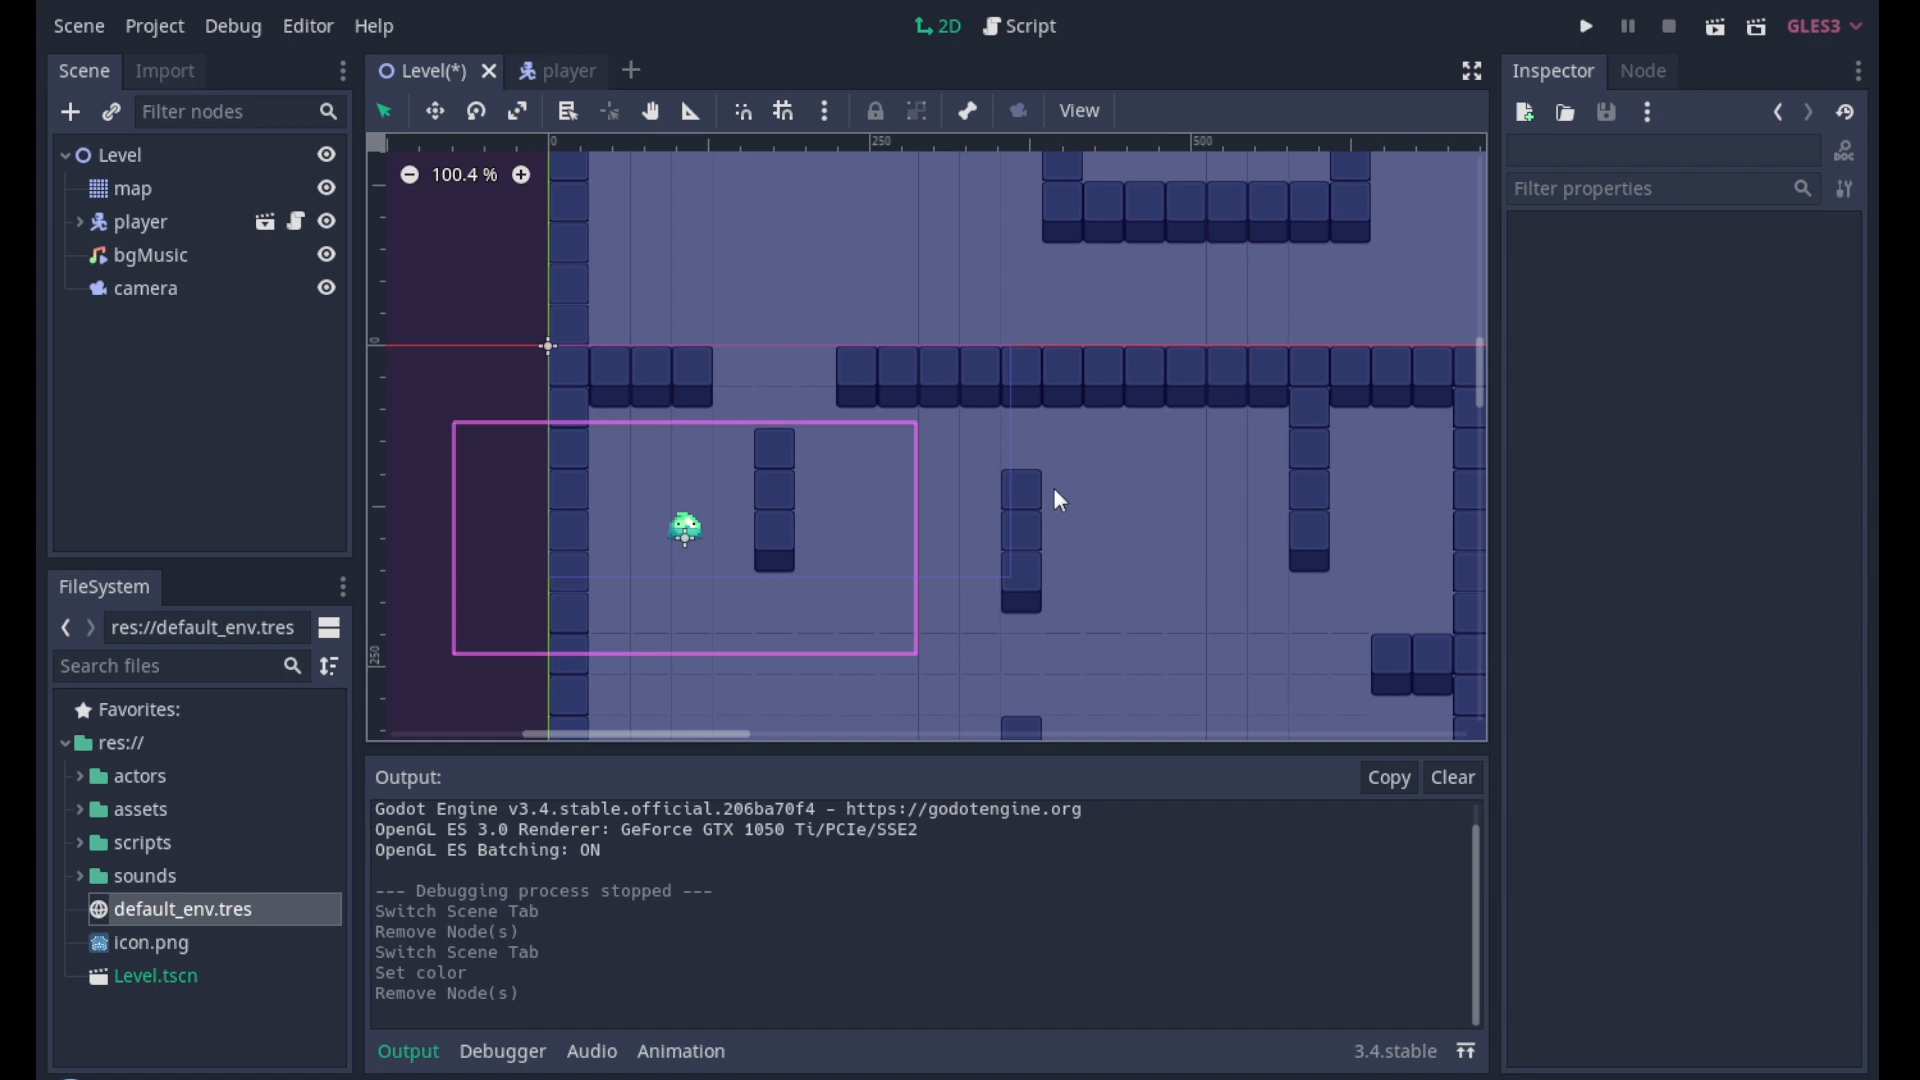 Scene Project Debug Editor Help 2D Script GLES3
Scene Import
Filter nodes
Level
map
player
bgMusic
camera
FileSystem
res://default_env.tres
Search files
Favorites:
res://
actors
assets
scripts
sounds
default_env.tres
icon.png
Level.tscn
Level(*) player
View
0 250 500
100.4 %
0
250
Output: Copy Clear
Godot Engine v3.4.stable.official.206ba70f4 - https://godotengine.org
OpenGL ES 3.0 Renderer: GeForce GTX 1050 Ti/PCIe/SSE2
OpenGL ES Batching: ON
--- Debugging process stopped ---
Switch Scene Tab
Remove Node(s)
Switch Scene Tab
Set color
Remove Node(s)
Output Debugger Audio Animation 3.4.stable
Inspector Node
DOC
Filter properties